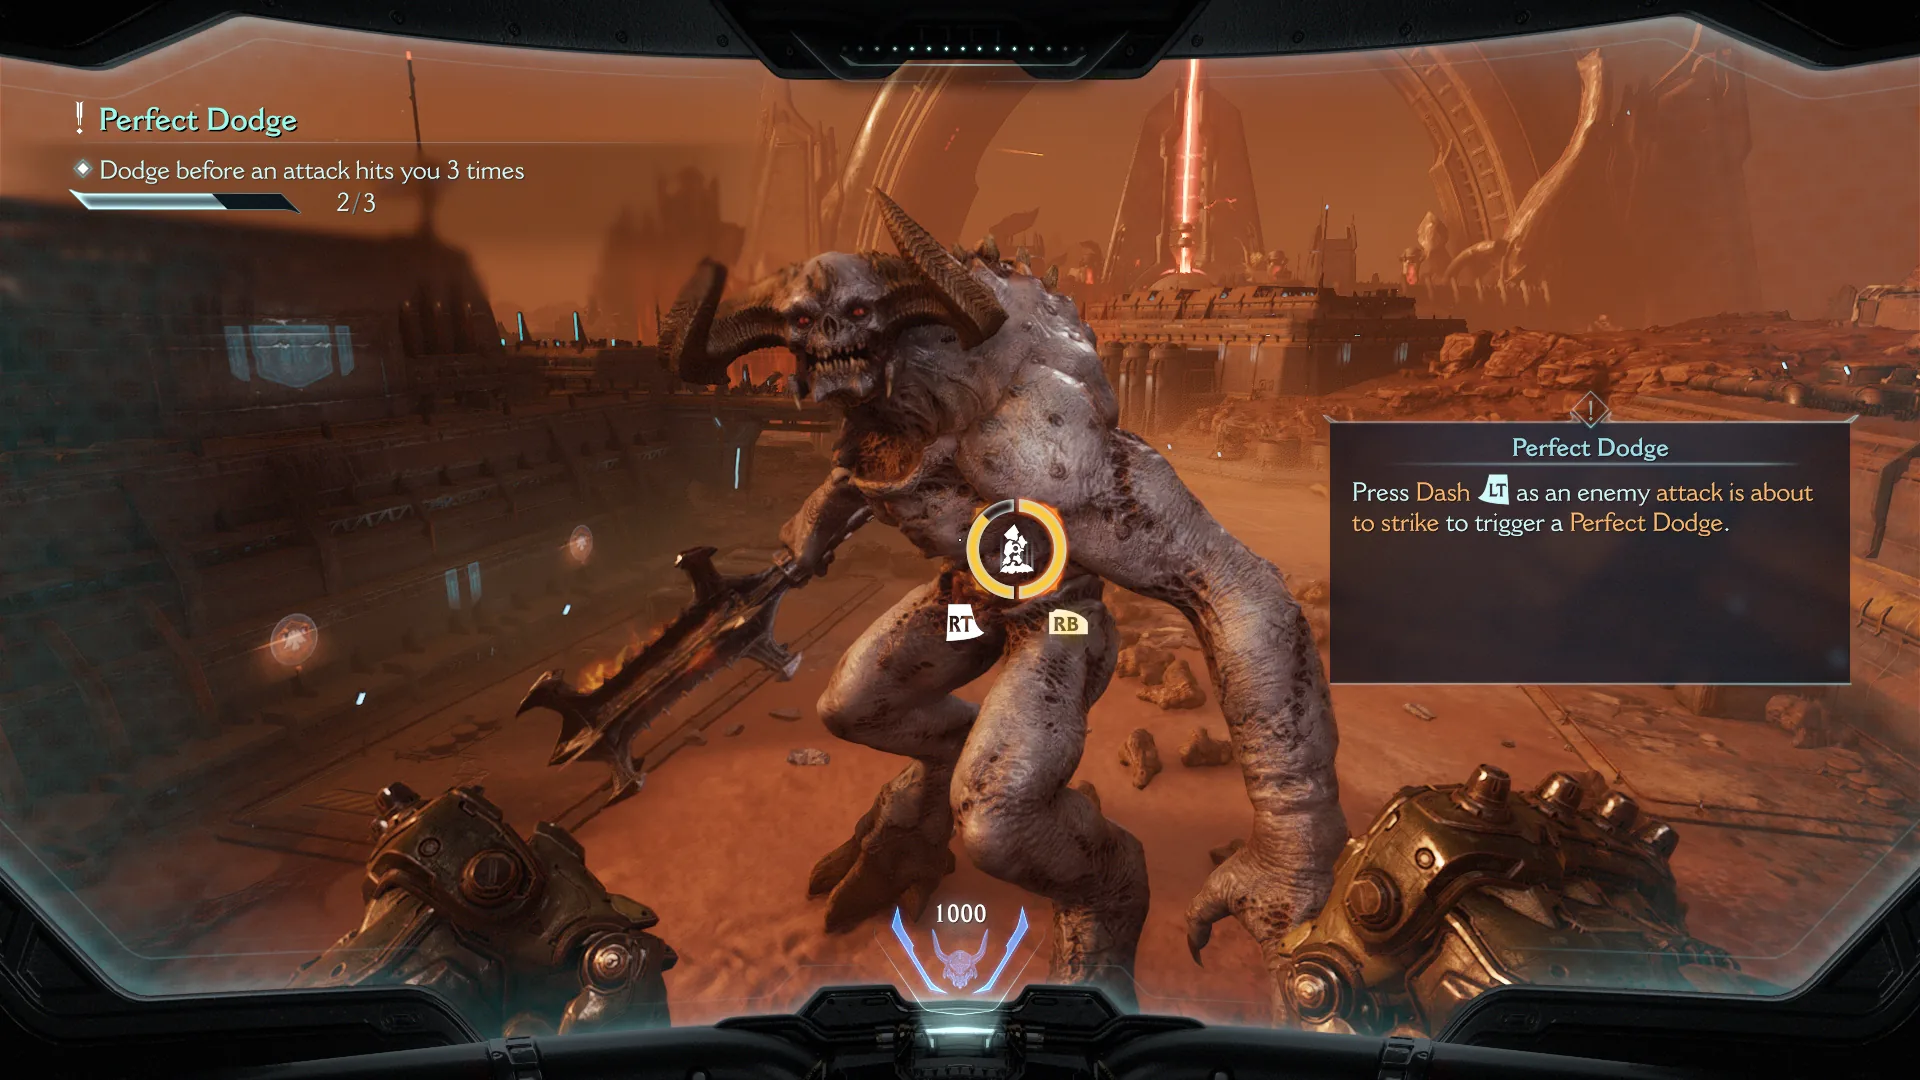 Perfect Dodge
Dodge before an attack hits you 3 times
2/3
Perfect Dodge
Press Dash LT as an enemy attack is about
to strike to trigger a Perfect Dodge.
RT
RB
1000